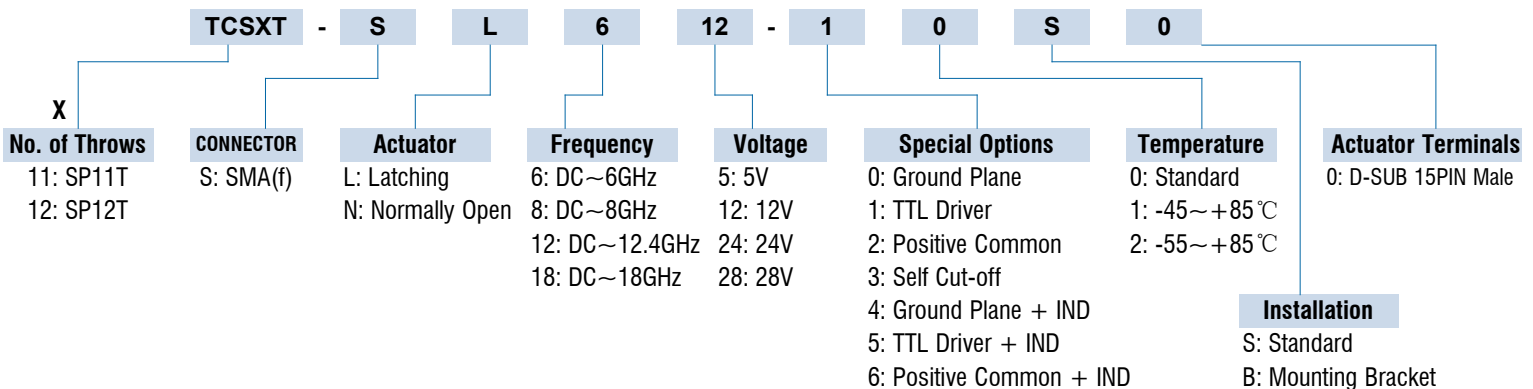 TCSXT - S L 6 12 - 1 0 S 0
X
No. of Throws
11: SP11T
12: SP12T
CONNECTOR
S: SMA(f)
Actuator
L: Latching
N: Normally Open
Frequency
6: DC~6GHz
8: DC~8GHz
12: DC~12.4GHz
18: DC~18GHz
Voltage
5: 5V
12: 12V
24: 24V
28: 28V
Special Options
0: Ground Plane
1: TTL Driver
2: Positive Common
3: Self Cut-off
4: Ground Plane + IND
5: TTL Driver + IND
6: Positive Common + IND
Temperature
0: Standard
1: -45~+85℃
2: -55~+85℃
Installation
S: Standard
B: Mounting Bracket
Actuator Terminals
0: D-SUB 15PIN Male